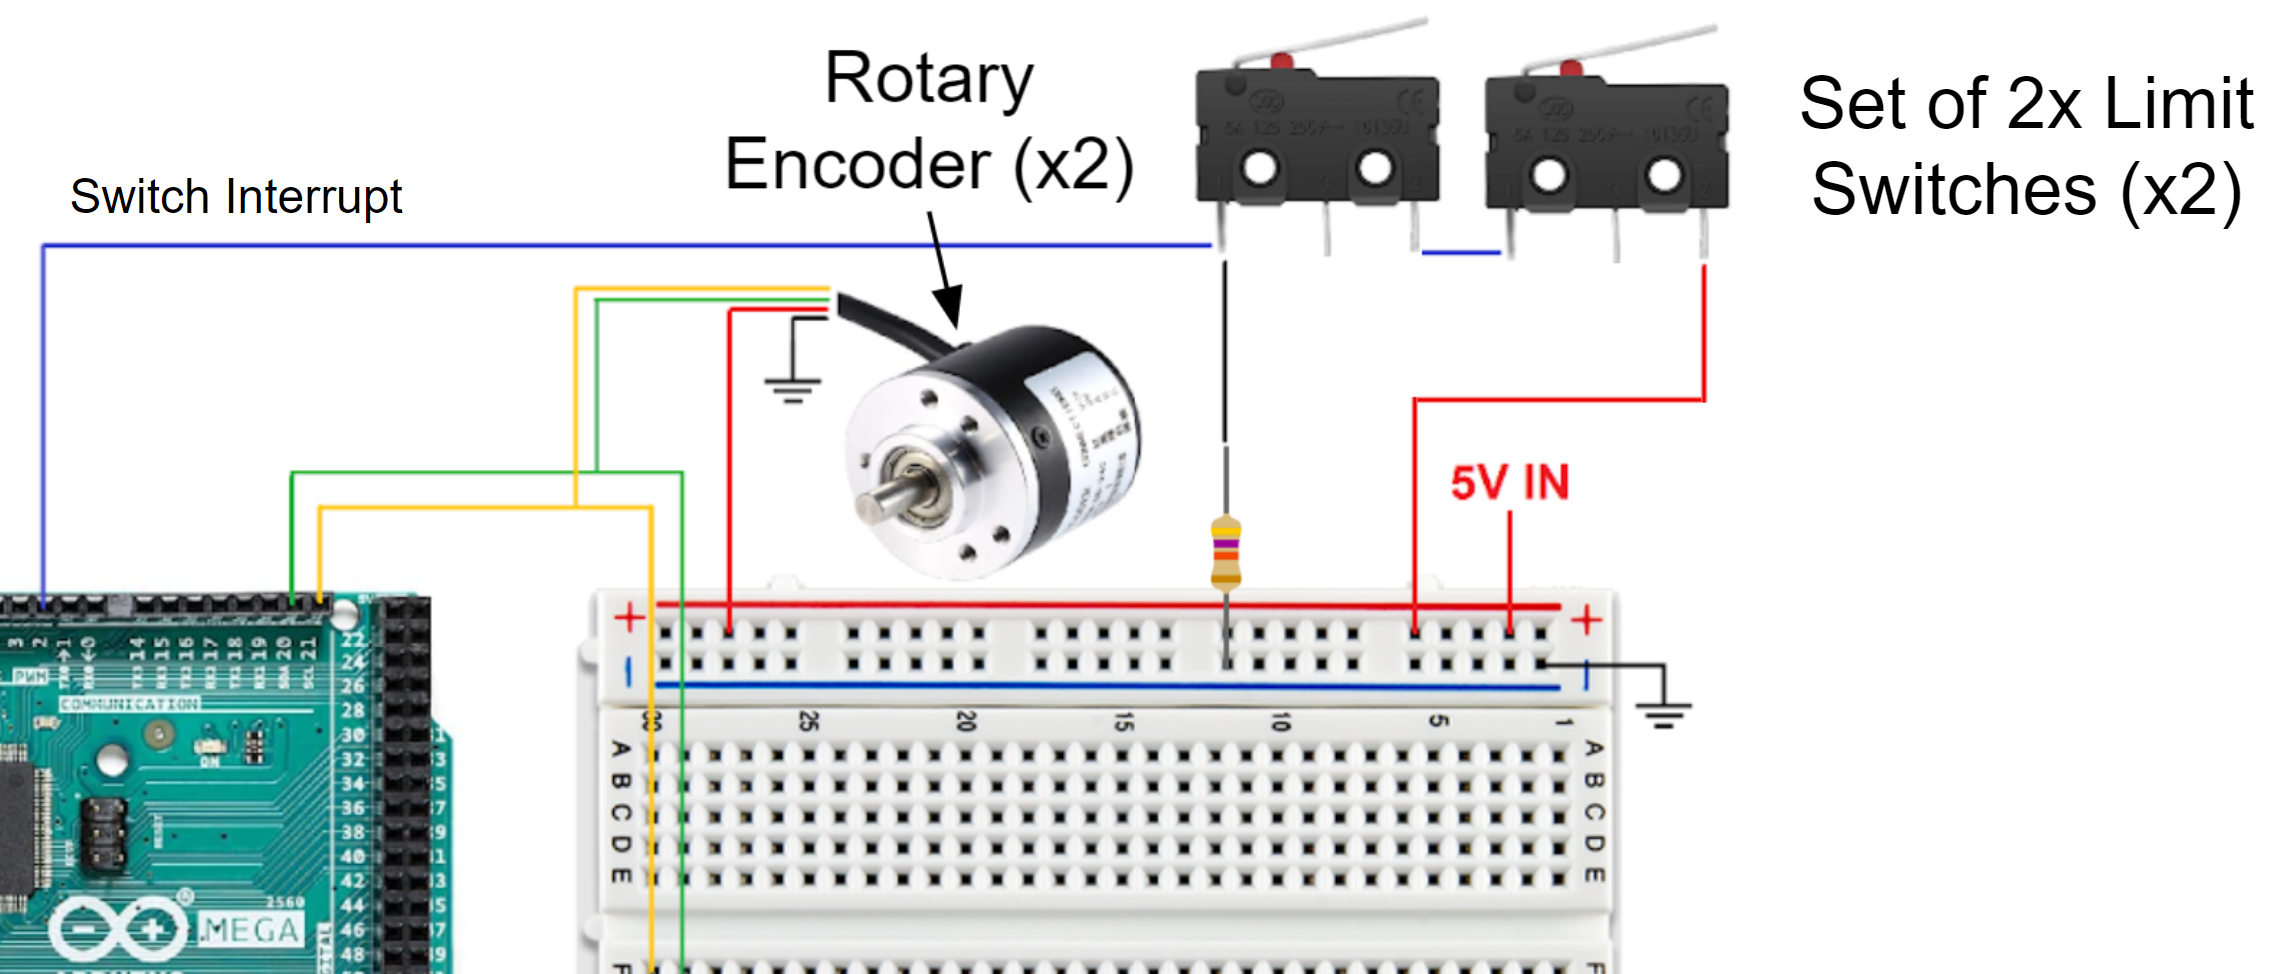 Rotary
Encoder (x2)
Set of 2x Limit
Switches (x2)
Switch Interrupt
5V IN
+ +
- -
30 25 20 15 10 5 1
A A
B B
C C
D D
E E
F F
3 2 TX0→1 RX0←0 TX3 14 RX3 15 TX2 16 RX2 17 TX1 18 RX1 19 SDA 20 SCL 21
PWM
COMMUNICATION
22
24
26
28
30
32
34
36
38
40
42
44
46
48
ON
RESET
2560
MEGA
CE
CE